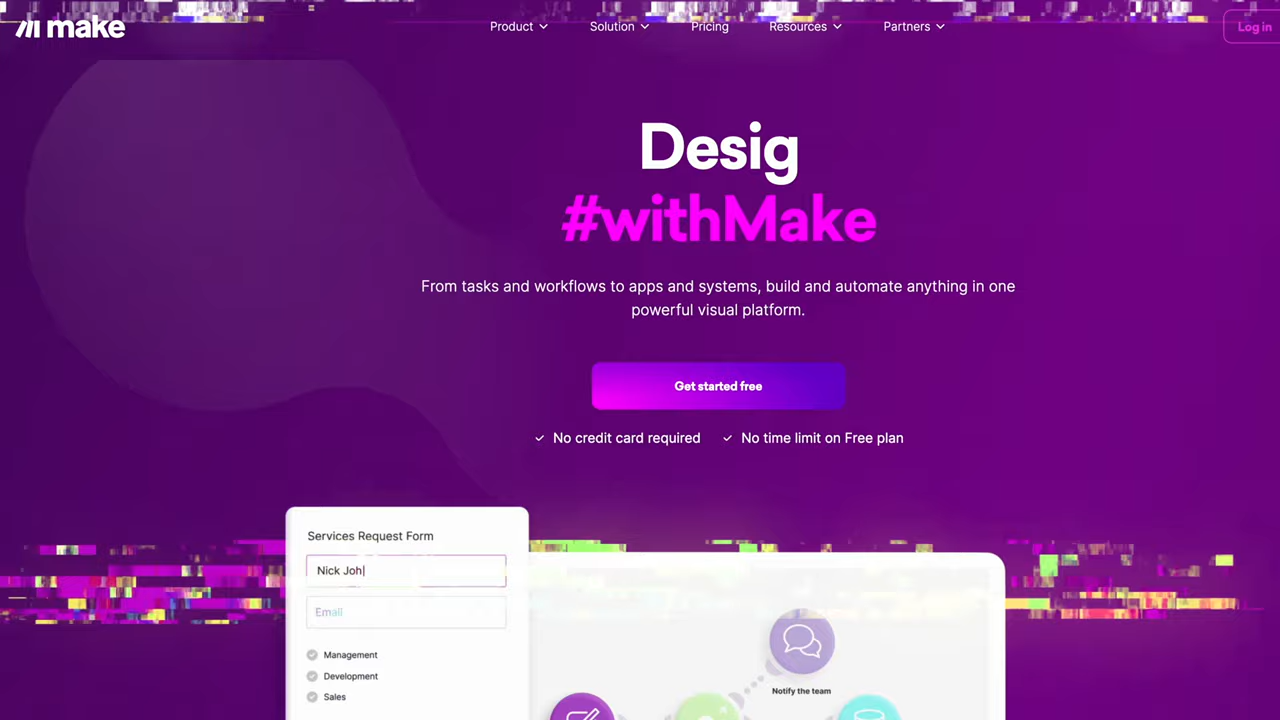 make
Product Solution Pricing Resources Partners Log in
Desig
#withMake
From tasks and workflows to apps and systems, build and automate anything in one
powerful visual platform.
Get started free
No credit card required No time limit on Free plan
Services Request Form
Nick Joh
Email
Management
Development
Sales
Notify the team